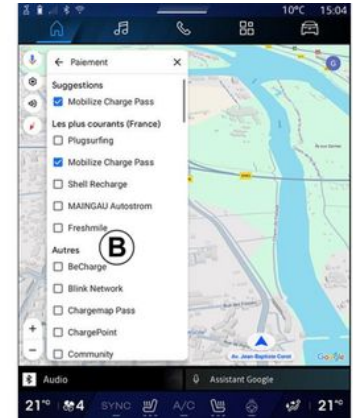 10°C 15:04
G
Paiement
Suggestions
Mobilize Charge Pass
Les plus courants (France)
Plugsurfing
Mobilize Charge Pass
Shell Recharge
MAINGAU Autostrom
Freshmile
B
Autres
BeCharge
Blink Network
Chargemap Pass
ChargePoint
Community
Av. Jean-Baptiste Corot
Google
Audio
Assistant Google
21° 4 SYNC A/C 21°